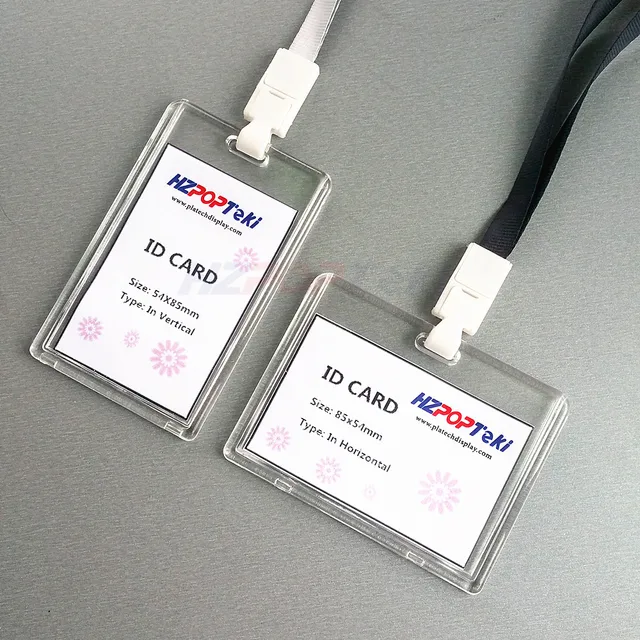 HZPOPTeki
www.platechdisplay.com
ID CARD
Size: 54X85mm
Type: In Vertical
ID CARD
Size: 85x54mm
Type: In Horizontal
HZPOPTeki
www.platechdisplay.com